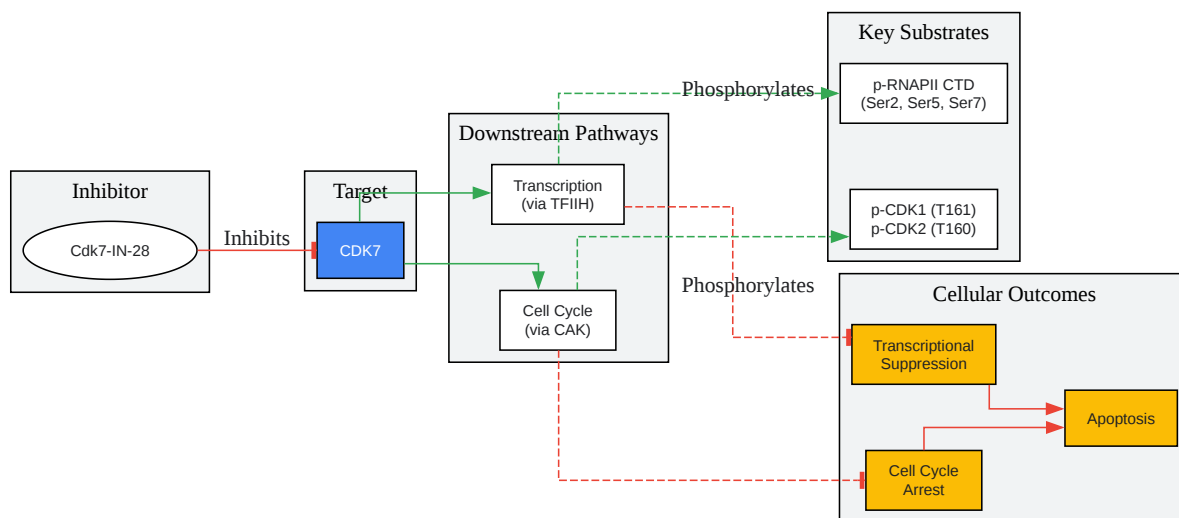 Inhibitor
Cdk7-IN-28
Inhibits
Target
CDK7
Downstream Pathways
Transcription
(via TFIIH)
Cell Cycle
(via CAK)
Phosphorylates
Phosphorylates
Key Substrates
p-RNAPII CTD
(Ser2, Ser5, Ser7)
p-CDK1 (T161)
p-CDK2 (T160)
Cellular Outcomes
Transcriptional
Suppression
Apoptosis
Cell Cycle
Arrest